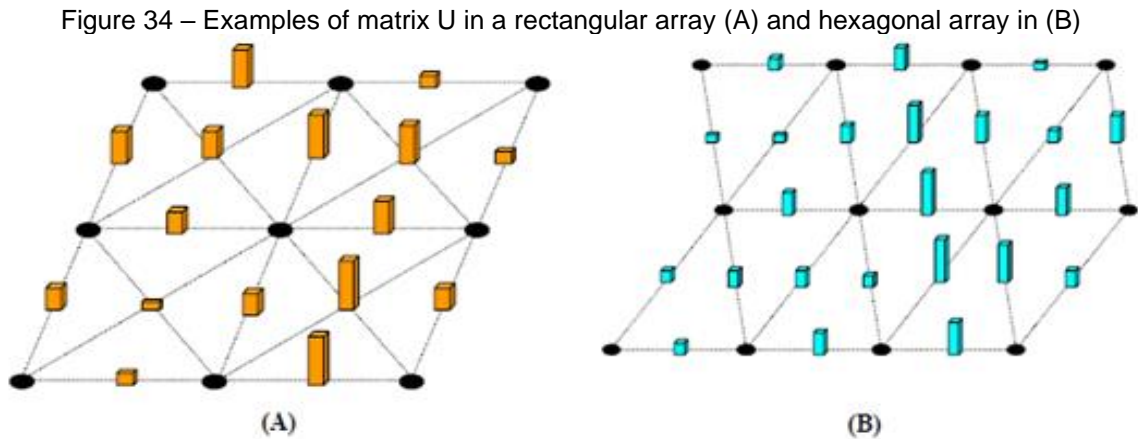 Figure 34 – Examples of matrix U in a rectangular array (A) and hexagonal array in (B)
(A)
(B)